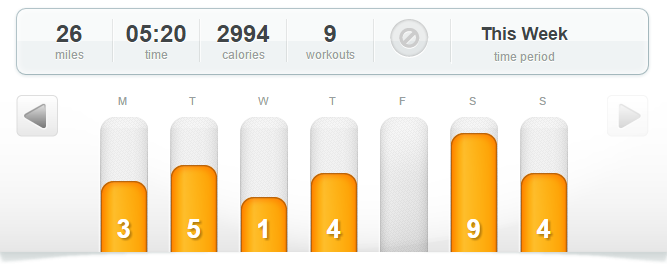 26 05:20 2994 9 This Week
miles time calories workouts time period
M T W T F S S
3 5 1 4 9 4